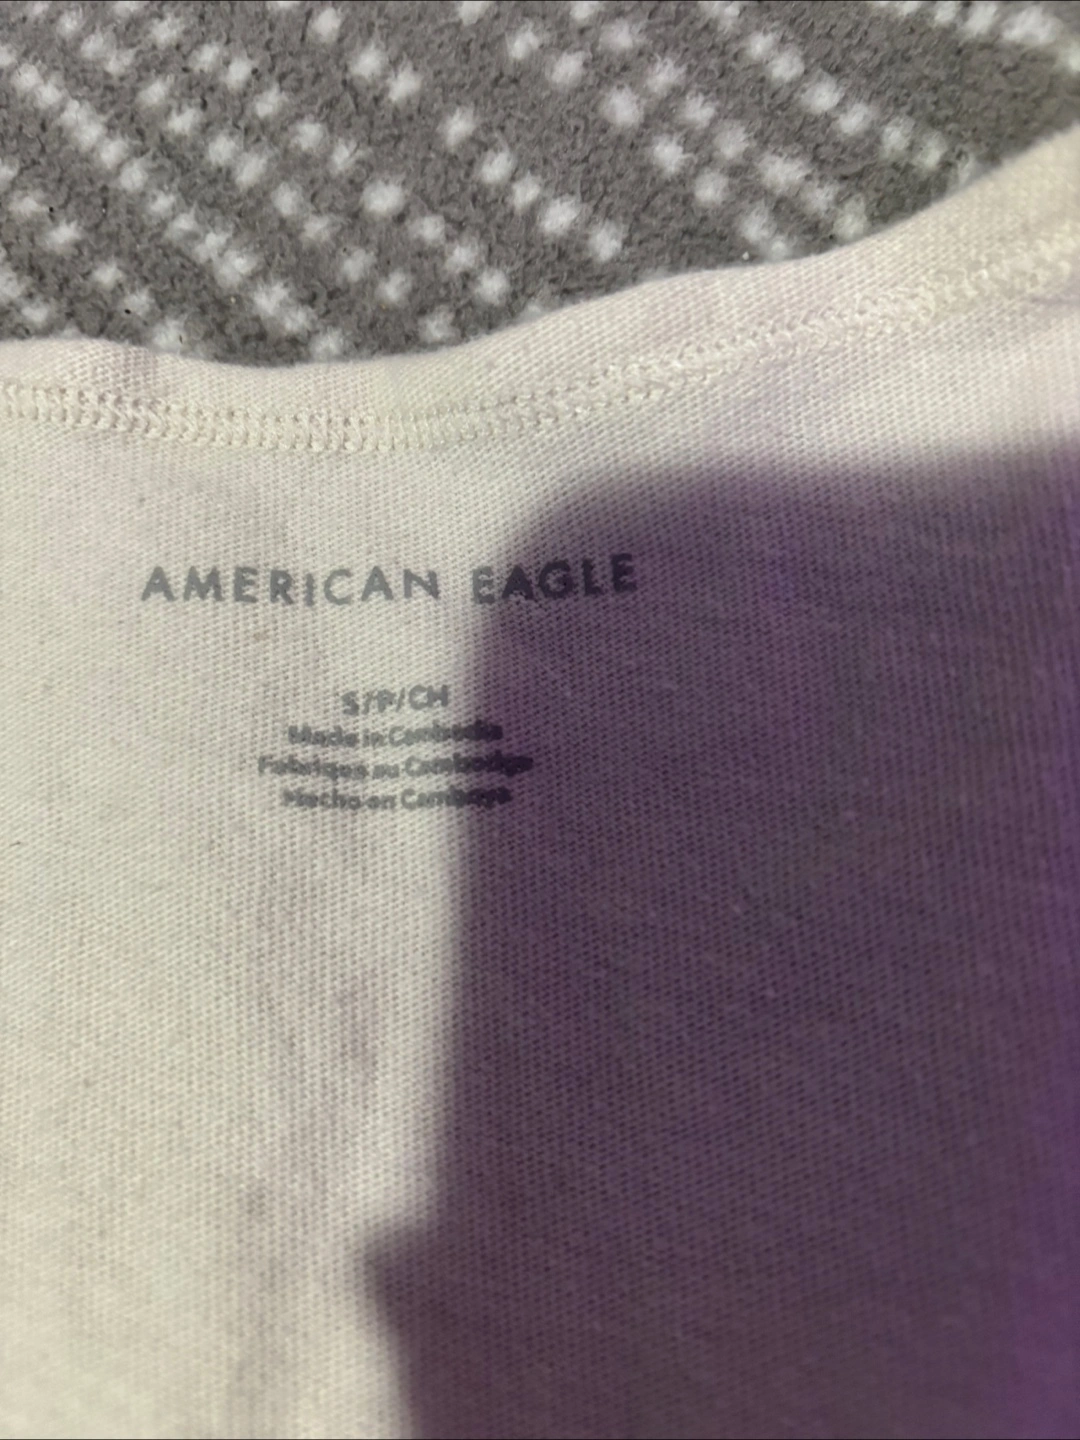 AMERICAN EAGLE
S/P/CH
Made in Cambodia
Fabriqué au Cambodge
Hecho en Camboya